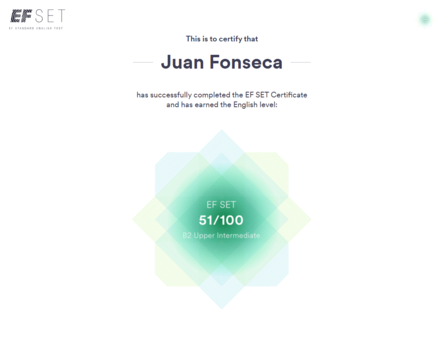 EF SET
EF STANDARD ENGLISH TEST
This is to certify that
Juan Fonseca
has successfully completed the EF SET Certificate
and has earned the English level:
EF SET
51/100
B2 Upper Intermediate